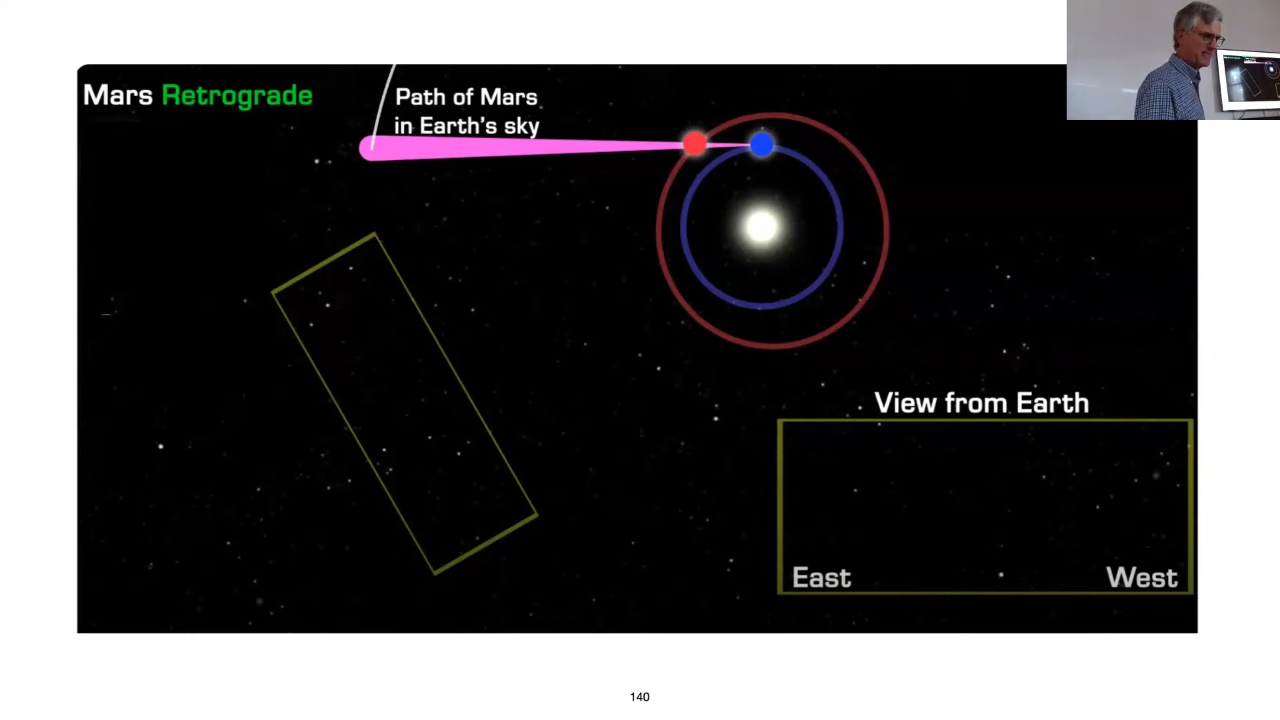 Mars Retrograde
Path of Mars
in Earth's sky
View from Earth
East
West
140